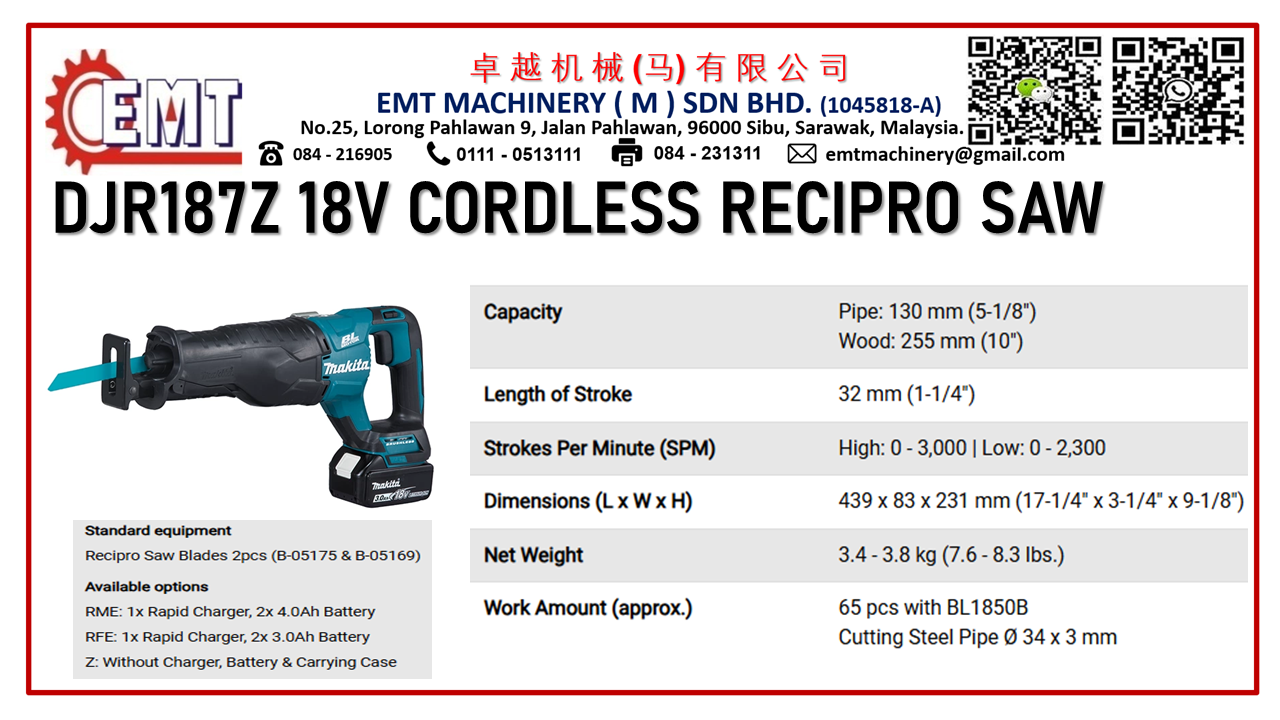 EMT
卓越机械(马)有限公司
EMT MACHINERY ( M ) SDN BHD. (1045818-A)
No.25, Lorong Pahlawan 9, Jalan Pahlawan, 96000 Sibu, Sarawak, Malaysia.
084 - 216905 0111 - 0513111 084 - 231311 emtmachinery@gmail.com
DJR187Z 18V CORDLESS RECIPRO SAW
BL
makita
BRUSHLESS
makita
3.0Ah 18V
Standard equipment
Recipro Saw Blades 2pcs (B-05175 & B-05169)
Available options
RME: 1x Rapid Charger, 2x 4.0Ah Battery
RFE: 1x Rapid Charger, 2x 3.0Ah Battery
Z: Without Charger, Battery & Carrying Case
Capacity Pipe: 130 mm (5-1/8")
Wood: 255 mm (10")
Length of Stroke 32 mm (1-1/4")
Strokes Per Minute (SPM) High: 0 - 3,000 | Low: 0 - 2,300
Dimensions (L x W x H) 439 x 83 x 231 mm (17-1/4" x 3-1/4" x 9-1/8")
Net Weight 3.4 - 3.8 kg (7.6 - 8.3 lbs.)
Work Amount (approx.) 65 pcs with BL1850B
Cutting Steel Pipe Ø 34 x 3 mm